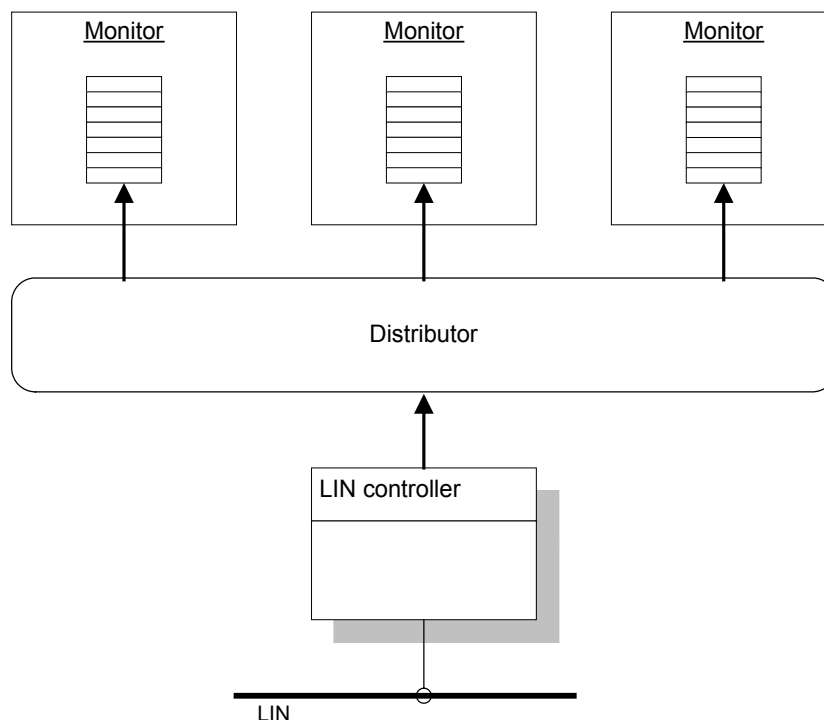 Monitor
Monitor
Monitor
Distributor
LIN controller
LIN